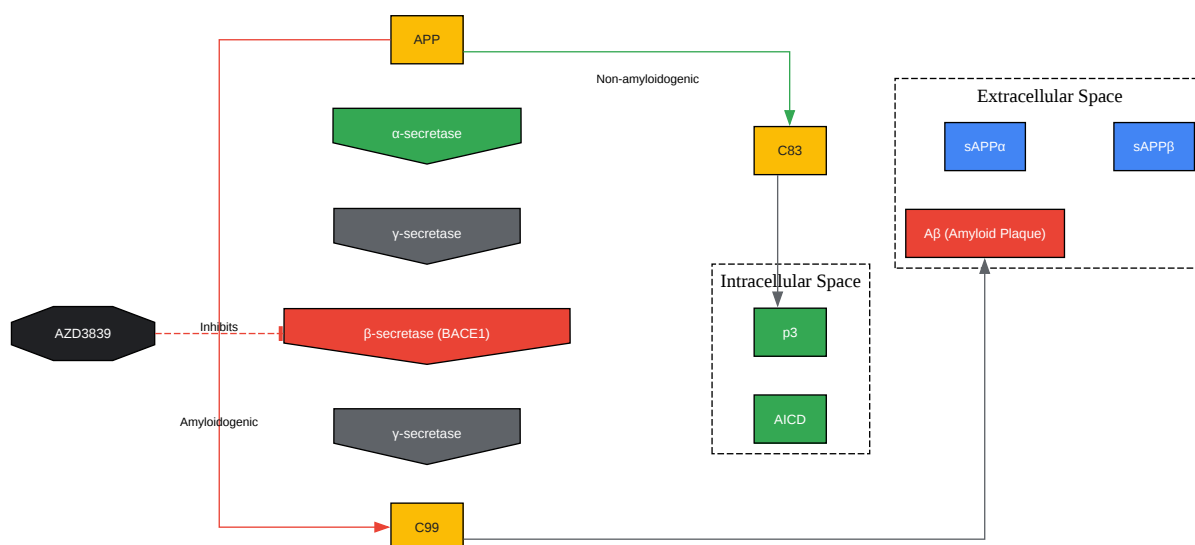 APP
Non-amyloidogenic
Extracellular Space
α-secretase
C83
sAPPα
sAPPβ
γ-secretase
Aβ (Amyloid Plaque)
Intracellular Space
AZD3839
Inhibits
β-secretase (BACE1)
p3
Amyloidogenic
γ-secretase
AICD
C99